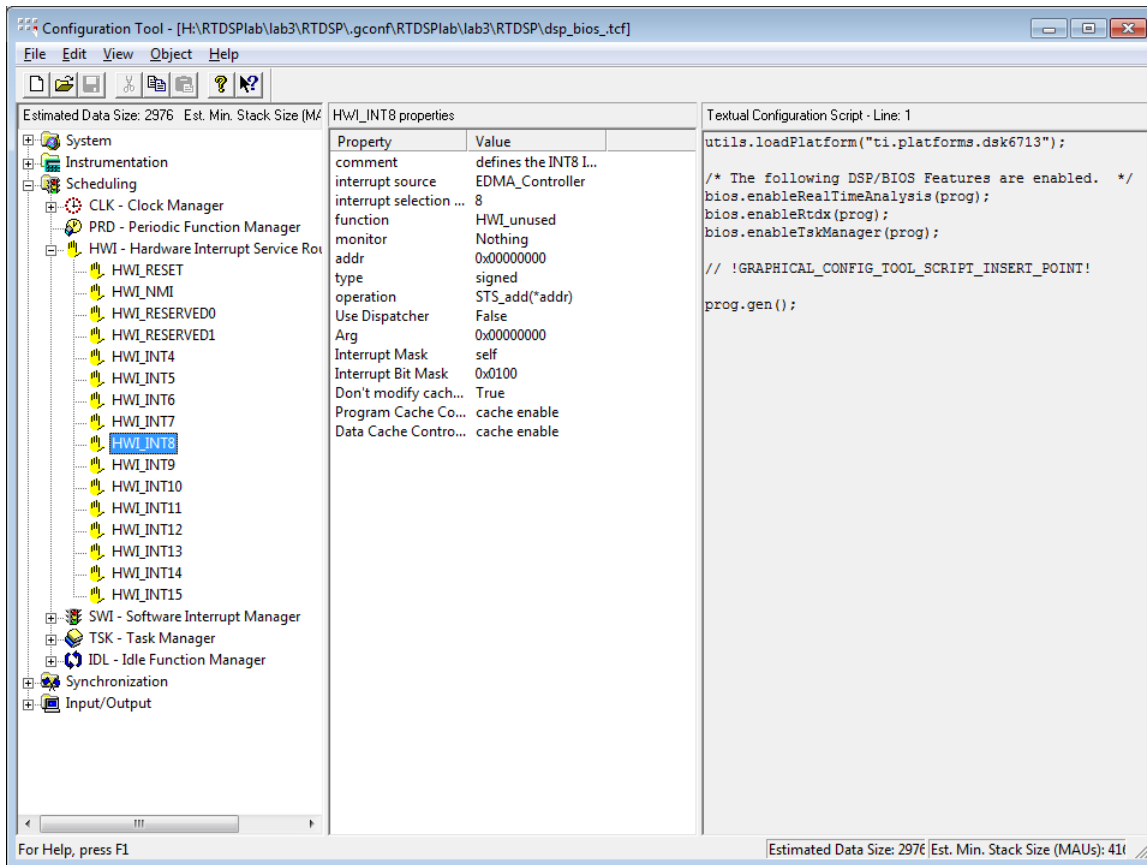 Configuration Tool - [H:\RTDSPlab\lab3\RTDSP\.gconf\RTDSPlab\lab3\RTDSP\dsp_bios_.tcf]
File Edit View Object Help
Estimated Data Size: 2976 Est. Min. Stack Size (MA
System
Instrumentation
Scheduling
CLK - Clock Manager
PRD - Periodic Function Manager
HWI - Hardware Interrupt Service Rou
HWI_RESET
HWI_NMI
HWI_RESERVED0
HWI_RESERVED1
HWI_INT4
HWI_INT5
HWI_INT6
HWI_INT7
HWI_INT8
HWI_INT9
HWI_INT10
HWI_INT11
HWI_INT12
HWI_INT13
HWI_INT14
HWI_INT15
SWI - Software Interrupt Manager
TSK - Task Manager
IDL - Idle Function Manager
Synchronization
Input/Output
HWI_INT8 properties
Property Value
comment defines the INT8 I...
interrupt source EDMA_Controller
interrupt selection ... 8
function HWI_unused
monitor Nothing
addr 0x00000000
type signed
operation STS_add(*addr)
Use Dispatcher False
Arg 0x00000000
Interrupt Mask self
Interrupt Bit Mask 0x0100
Don't modify cach... True
Program Cache Co... cache enable
Data Cache Contro... cache enable
Textual Configuration Script - Line: 1
utils.loadPlatform("ti.platforms.dsk6713");
/* The following DSP/BIOS Features are enabled. */
bios.enableRealTimeAnalysis(prog);
bios.enableRtdx(prog);
bios.enableTskManager(prog);
// !GRAPHICAL_CONFIG_TOOL_SCRIPT_INSERT_POINT!
prog.gen();
For Help, press F1
Estimated Data Size: 2976 Est. Min. Stack Size (MAUs): 416